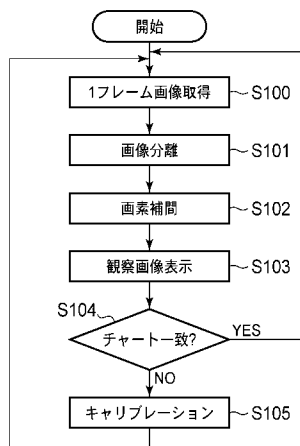 開始
1フレーム画像取得 S100
画像分離 S101
画素補間 S102
観察画像表示 S103
S104
チャート一致? YES
NO
キャリブレーション S105